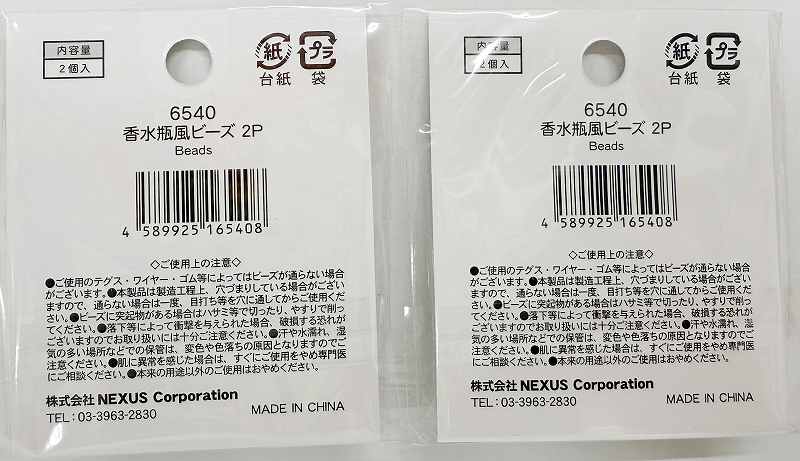 内容量
2個入
紙
台紙
プラ
袋
6540
香水瓶風ビーズ 2P
Beads
4 589925 165408
◇ご使用上の注意◇
●ご使用のテグス・ワイヤー・ゴム等によってはビーズが通らない場合
がございます。●本製品は製造工程上、穴づまりしている場合がござい
ますので、通らない場合は一度、目打ち等を穴に通してからご使用くだ
さい。●ビーズに突起物がある場合はハサミ等で切ったり、やすりで削っ
てください。●落下等によって衝撃を与えられた場合、破損する恐れが
ございますのでお取り扱いには十分ご注意ください。●汗や水濡れ、湿
気の多い場所などでの保管は、変色や色落ちの原因となりますのでご
注意ください。●肌に異常を感じた場合は、すぐにご使用をやめ専門医
にご相談ください。●本来の用途以外のご使用はおやめください。
株式会社 NEXUS Corporation
TEL: 03-3963-2830
MADE IN CHINA
内容量
2個入
紙
台紙
プラ
袋
6540
香水瓶風ビーズ 2P
Beads
4 589925 165408
◇ご使用上の注意◇
●ご使用のテグス・ワイヤー・ゴム等によってはビーズが通らない場合
がございます。●本製品は製造工程上、穴づまりしている場合がござい
ますので、通らない場合は一度、目打ち等を穴に通してからご使用くだ
さい。●ビーズに突起物がある場合はハサミ等で切ったり、やすりで削っ
てください。●落下等によって衝撃を与えられた場合、破損する恐れが
ございますのでお取り扱いには十分ご注意ください。●汗や水濡れ、湿
気の多い場所などでの保管は、変色や色落ちの原因となりますのでご
注意ください。●肌に異常を感じた場合は、すぐにご使用をやめ専門医
にご相談ください。●本来の用途以外のご使用はおやめください。
株式会社 NEXUS Corporation
TEL: 03-3963-2830
MADE IN CHINA